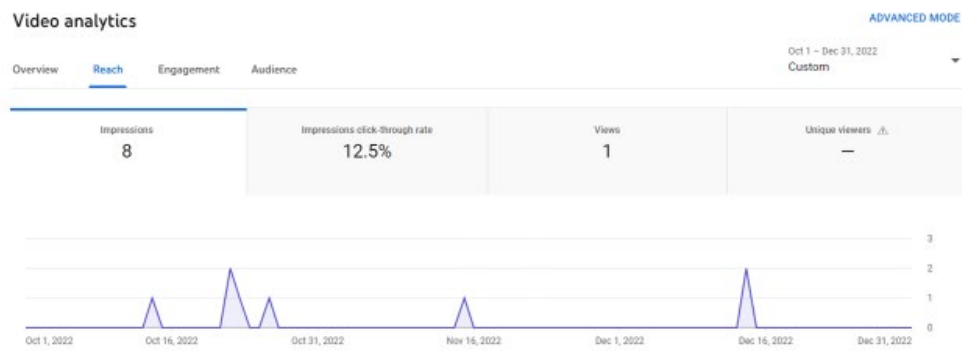 Video analytics
ADVANCED MODE
Oct 1 – Dec 31, 2022
Custom
Overview Reach Engagement Audience
Impressions Impressions click-through rate Views Unique viewers
8 12.5% 1 —
3
2
1
0
Oct 1, 2022 Oct 16, 2022 Oct 31, 2022 Nov 16, 2022 Dec 1, 2022 Dec 16, 2022 Dec 31, 2022